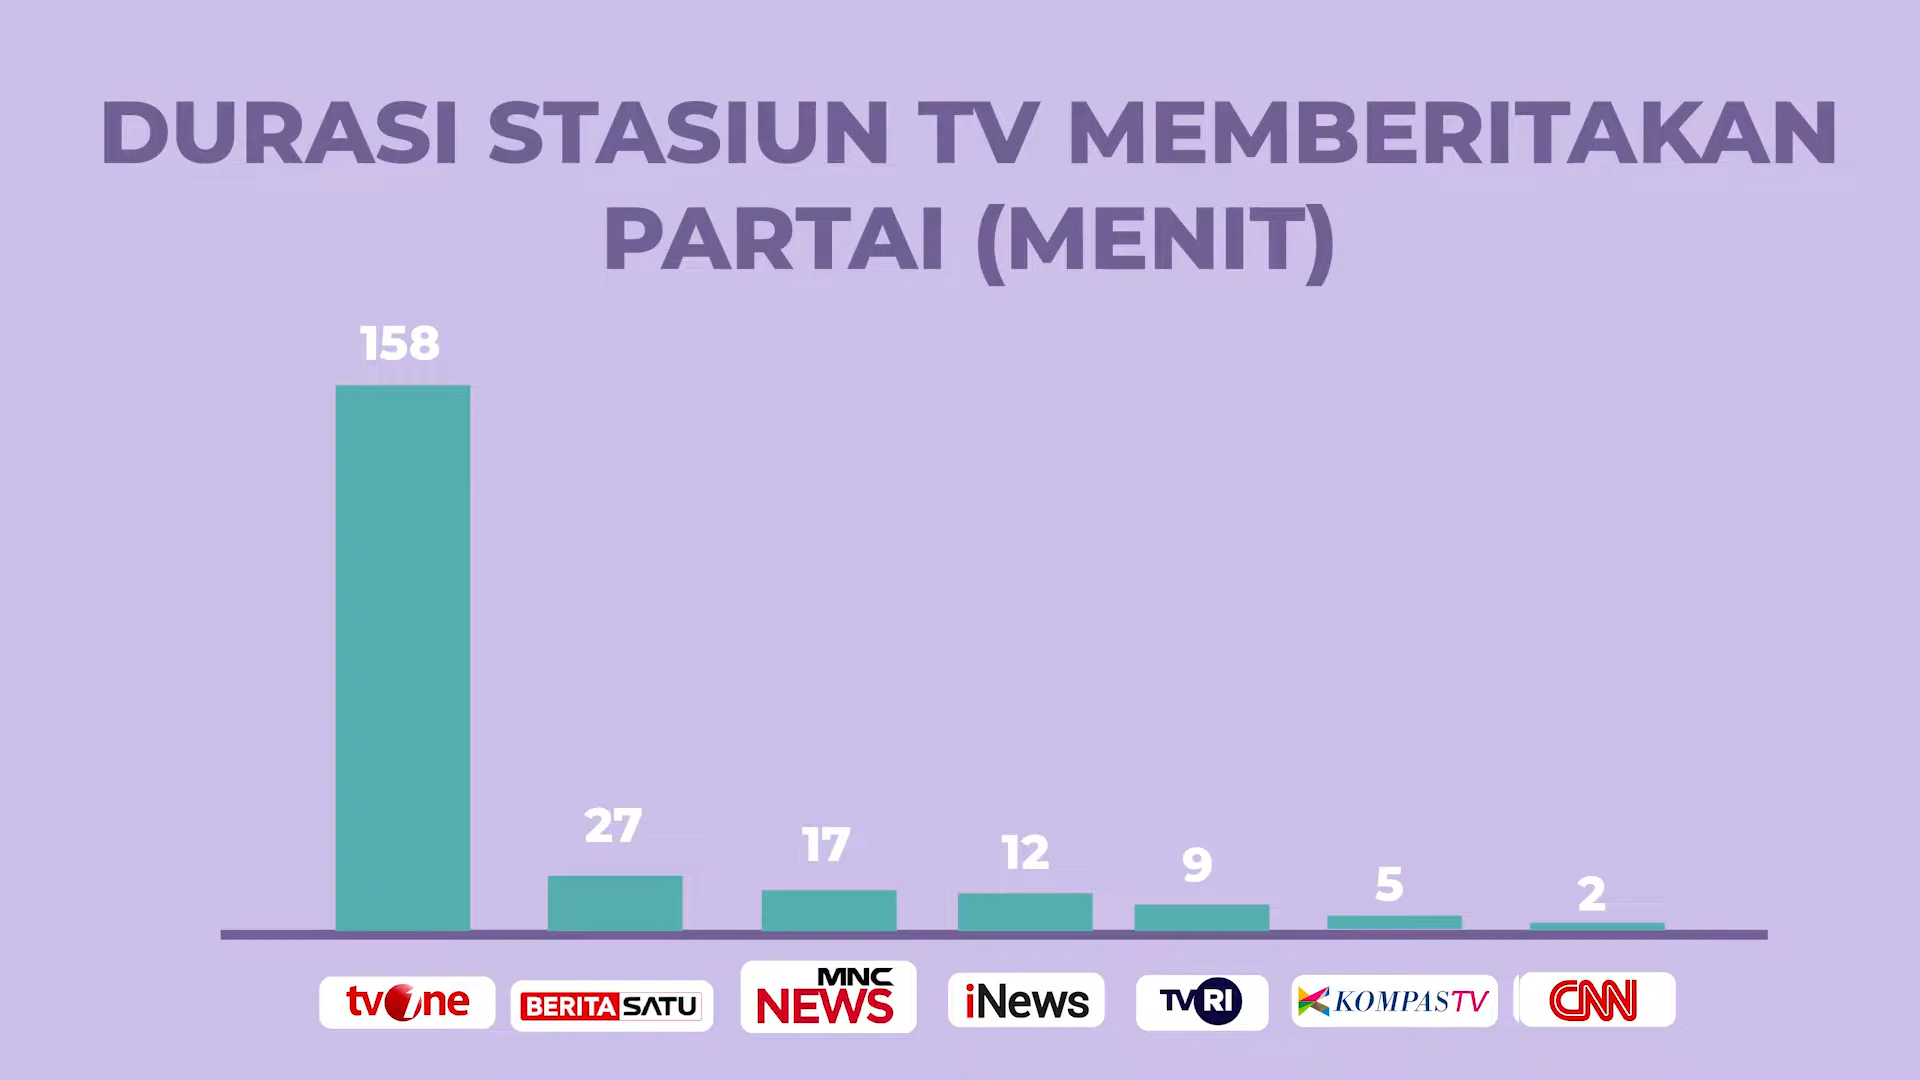 DURASI STASIUN TV MEMBERITAKAN
PARTAI (MENIT)
158
27
17
12
9
5
2
tvOne
BERITASATU
MNC
NEWS
iNews
TVRI
KOMPASTV
CNN